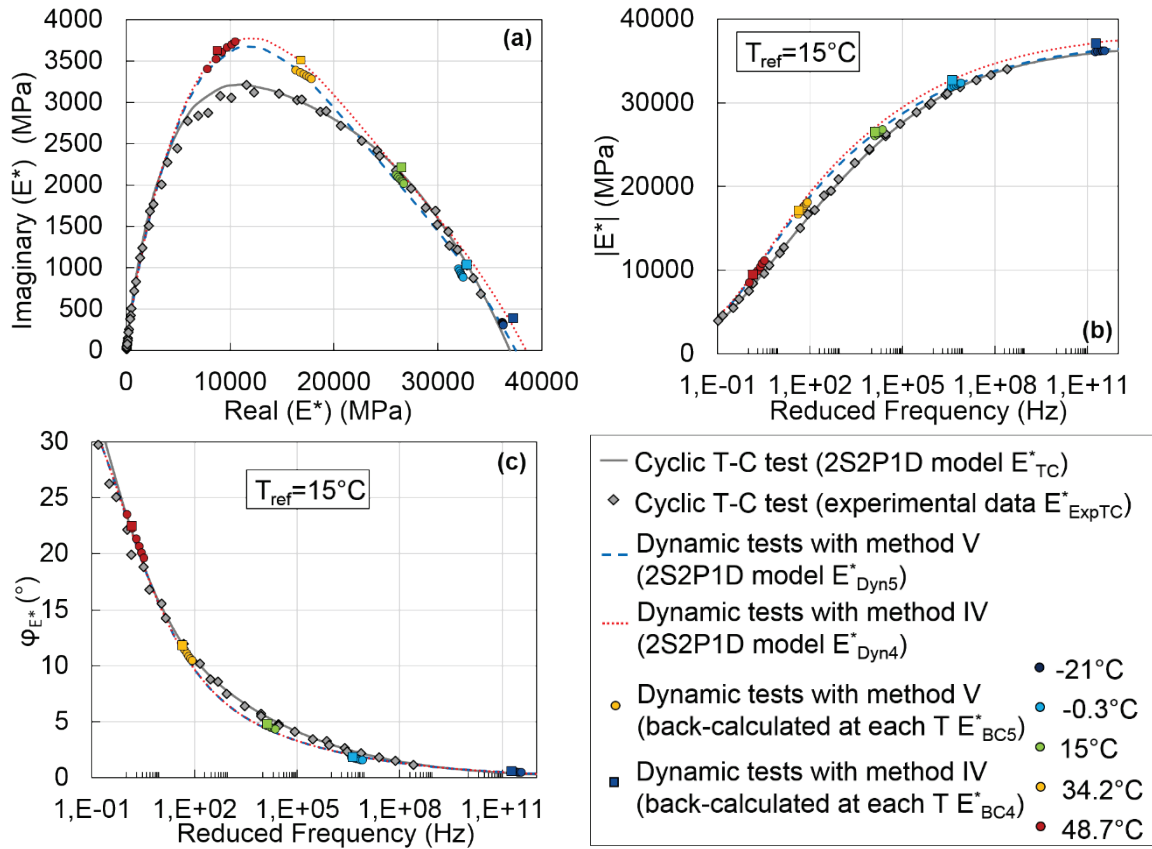 (a)
Imaginary (E*) (MPa)
4000
3500
3000
2500
2000
1500
1000
500
0
0 10000 20000 30000 40000
Real (E*) (MPa)
Tref=15°C
(b)
|E*| (MPa)
40000
30000
20000
10000
0
1,E-01 1,E+02 1,E+05 1,E+08 1,E+11
Reduced Frequency (Hz)
(c)
Tref=15°C
φE* (°)
30
25
20
15
10
5
0
1,E-01 1,E+02 1,E+05 1,E+08 1,E+11
Reduced Frequency (Hz)
Cyclic T-C test (2S2P1D model E*TC)
Cyclic T-C test (experimental data E*ExpTC)
Dynamic tests with method V
(2S2P1D model E*Dyn5)
Dynamic tests with method IV
(2S2P1D model E*Dyn4)
Dynamic tests with method V
(back-calculated at each T E*BC5)
Dynamic tests with method IV
(back-calculated at each T E*BC4)
-21°C
-0.3°C
15°C
34.2°C
48.7°C